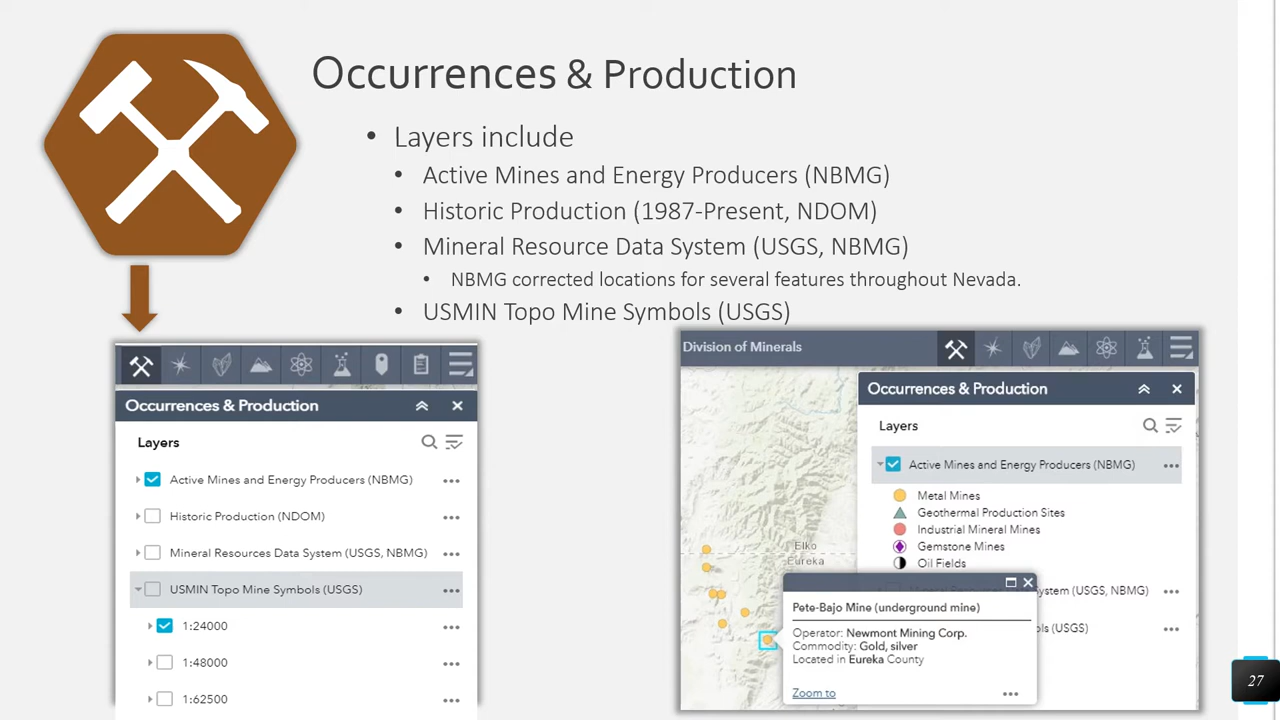 Occurrences & Production
• Layers include
• Active Mines and Energy Producers (NBMG)
• Historic Production (1987-Present, NDOM)
• Mineral Resource Data System (USGS, NBMG)
• NBMG corrected locations for several features throughout Nevada.
• USMIN Topo Mine Symbols (USGS)
Occurrences & Production
Layers
Active Mines and Energy Producers (NBMG)
Historic Production (NDOM)
Mineral Resources Data System (USGS, NBMG)
USMIN Topo Mine Symbols (USGS)
1:24000
1:48000
1:62500
Division of Minerals
Occurrences & Production
Layers
Active Mines and Energy Producers (NBMG)
Metal Mines
Geothermal Production Sites
Industrial Mineral Mines
Gemstone Mines
Oil Fields
Elko
Eureka
System (USGS, NBMG)
(USGS)
Pete-Bajo Mine (underground mine)
Operator: Newmont Mining Corp.
Commodity: Gold, silver
Located in Eureka County
Zoom to
27